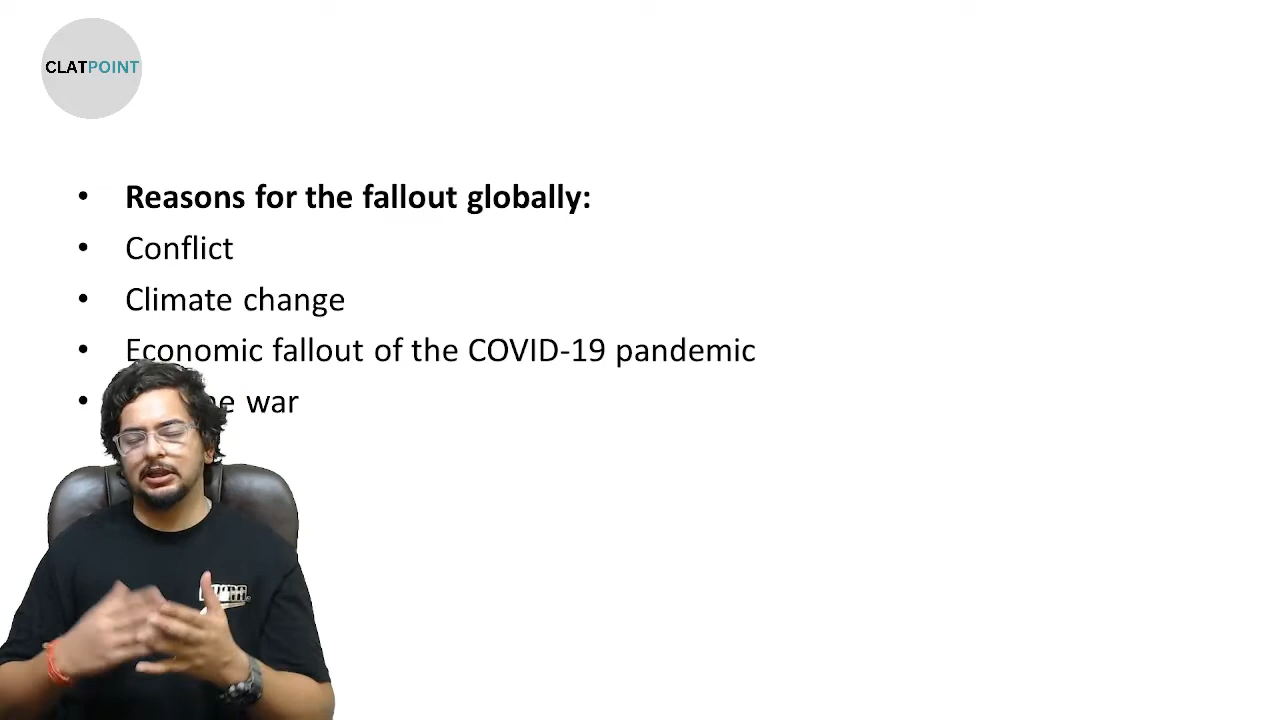 CLATPOINT
• Reasons for the fallout globally:
• Conflict
• Climate change
• Economic fallout of the COVID-19 pandemic
• war